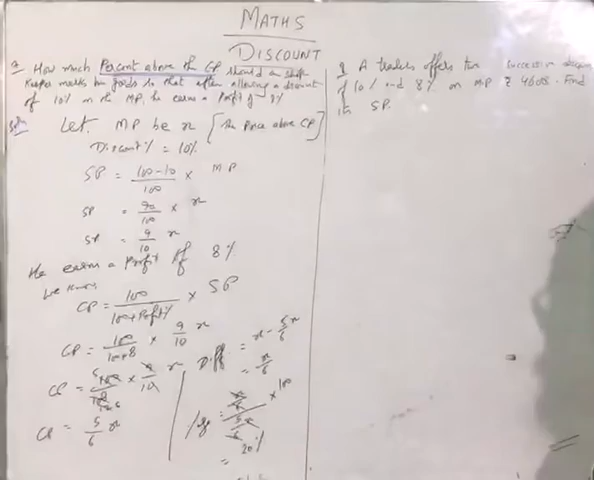 MATHS
DISCOUNT
Q How much Percent above the CP should a shop
keeper marks his goods so that after allowing a discount
of 10% on the MP, he earns a Profit of 8%
Soln
Let MP be x [the Price above CP]
Discount % = 10%
SP = 100-10/100 × MP
SP = 90/100 × x
SP = 9/10 x
He earns a Profit of 8%
We know
CP = 100/100+Profit% × SP
CP = 100/100+8 × 9/10 x
CP = × x
CP = 5/6 x
Diff = x - 5/6 x
= x/6
= × 100
= 20%
Q A trader offers two successive
of 10% and 8% on MP ₹ Find
the SP.